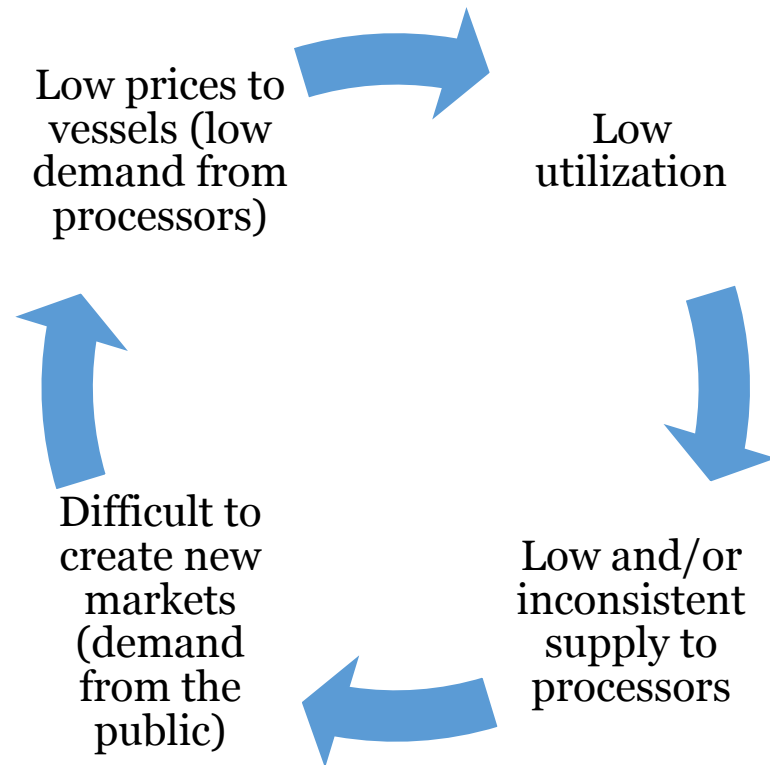 Low prices to
vessels (low
demand from
processors)
Low
utilization
Low and/or
inconsistent
supply to
processors
Difficult to
create new
markets
(demand
from the
public)